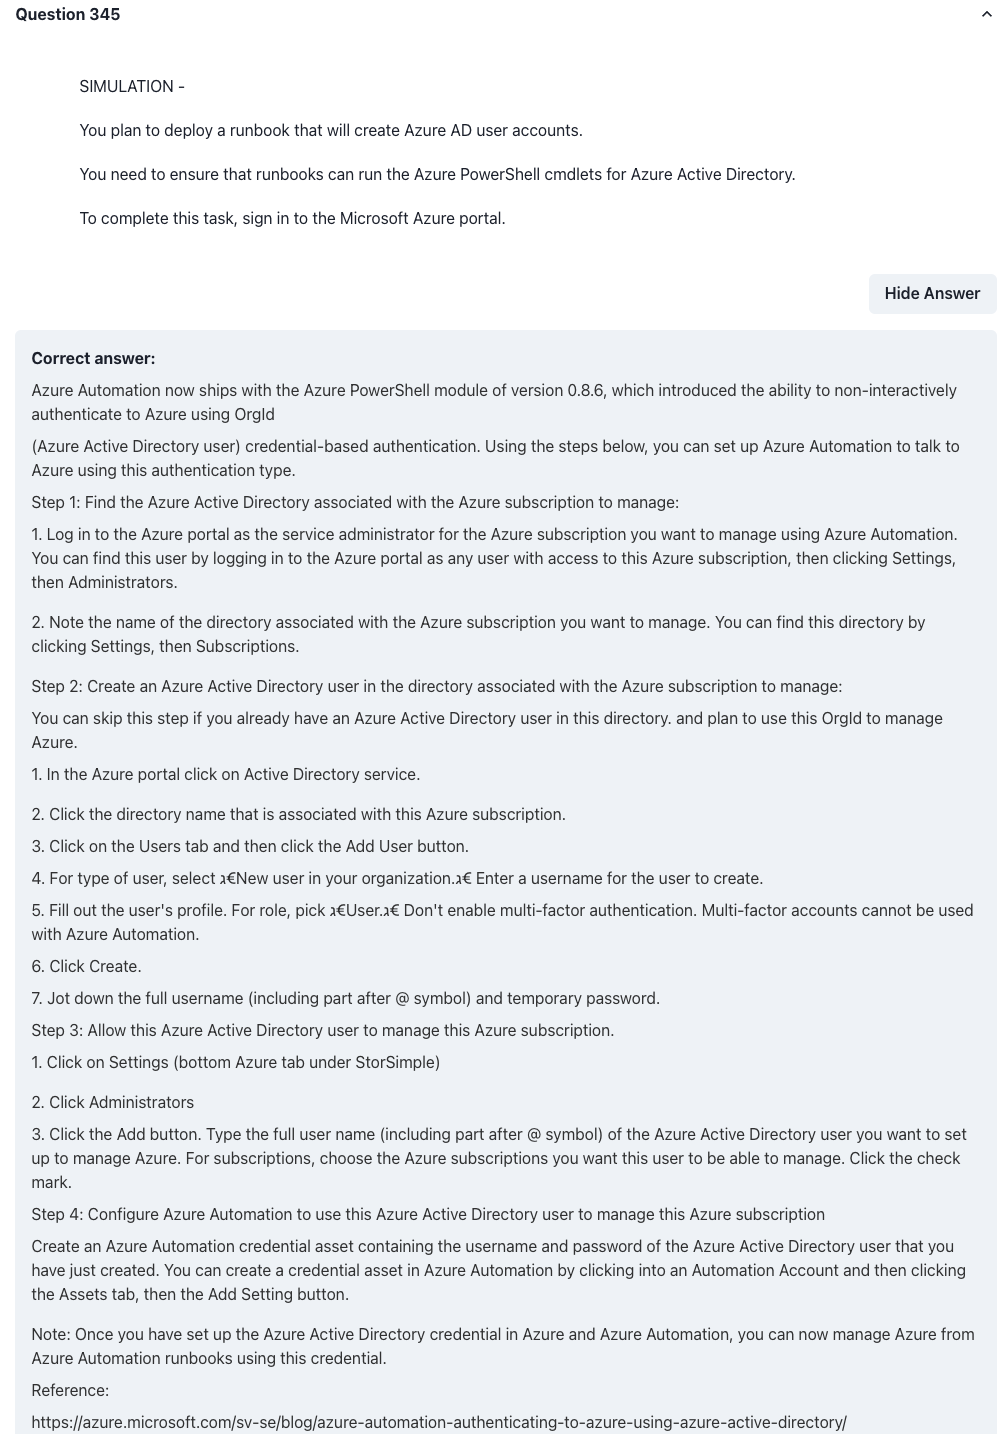 Question 345
SIMULATION -
You plan to deploy a runbook that will create Azure AD user accounts.
You need to ensure that runbooks can run the Azure PowerShell cmdlets for Azure Active Directory.
To complete this task, sign in to the Microsoft Azure portal.
Hide Answer
Correct answer:
Azure Automation now ships with the Azure PowerShell module of version 0.8.6, which introduced the ability to non-interactively
authenticate to Azure using OrgId
(Azure Active Directory user) credential-based authentication. Using the steps below, you can set up Azure Automation to talk to
Azure using this authentication type.
Step 1: Find the Azure Active Directory associated with the Azure subscription to manage:
1. Log in to the Azure portal as the service administrator for the Azure subscription you want to manage using Azure Automation.
You can find this user by logging in to the Azure portal as any user with access to this Azure subscription, then clicking Settings,
then Administrators.
2. Note the name of the directory associated with the Azure subscription you want to manage. You can find this directory by
clicking Settings, then Subscriptions.
Step 2: Create an Azure Active Directory user in the directory associated with the Azure subscription to manage:
You can skip this step if you already have an Azure Active Directory user in this directory. and plan to use this OrgId to manage
Azure.
1. In the Azure portal click on Active Directory service.
2. Click the directory name that is associated with this Azure subscription.
3. Click on the Users tab and then click the Add User button.
4. For type of user, select ג€New user in your organization.ג€ Enter a username for the user to create.
5. Fill out the user's profile. For role, pick ג€User.ג€ Don't enable multi-factor authentication. Multi-factor accounts cannot be used
with Azure Automation.
6. Click Create.
7. Jot down the full username (including part after @ symbol) and temporary password.
Step 3: Allow this Azure Active Directory user to manage this Azure subscription.
1. Click on Settings (bottom Azure tab under StorSimple)
2. Click Administrators
3. Click the Add button. Type the full user name (including part after @ symbol) of the Azure Active Directory user you want to set
up to manage Azure. For subscriptions, choose the Azure subscriptions you want this user to be able to manage. Click the check
mark.
Step 4: Configure Azure Automation to use this Azure Active Directory user to manage this Azure subscription
Create an Azure Automation credential asset containing the username and password of the Azure Active Directory user that you
have just created. You can create a credential asset in Azure Automation by clicking into an Automation Account and then clicking
the Assets tab, then the Add Setting button.
Note: Once you have set up the Azure Active Directory credential in Azure and Azure Automation, you can now manage Azure from
Azure Automation runbooks using this credential.
Reference:
https://azure.microsoft.com/sv-se/blog/azure-automation-authenticating-to-azure-using-azure-active-directory/